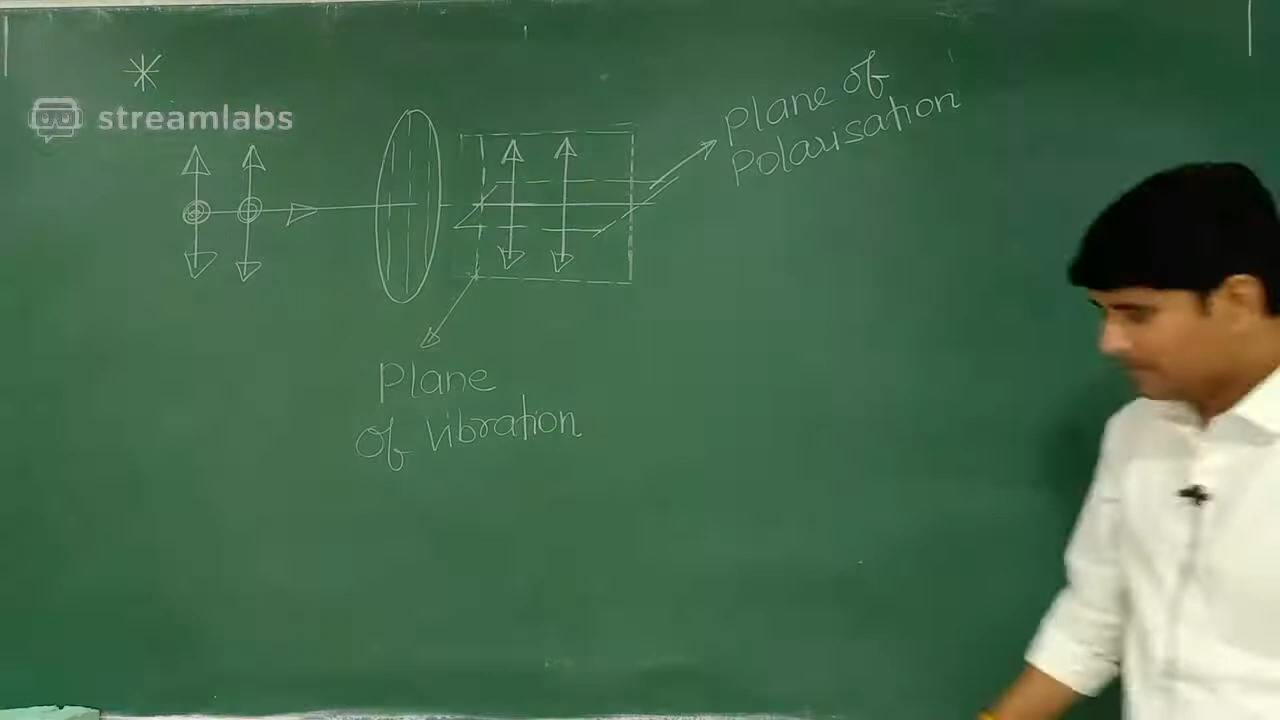 streamlabs
Plane of
Polarisation
Plane
Of Vibration